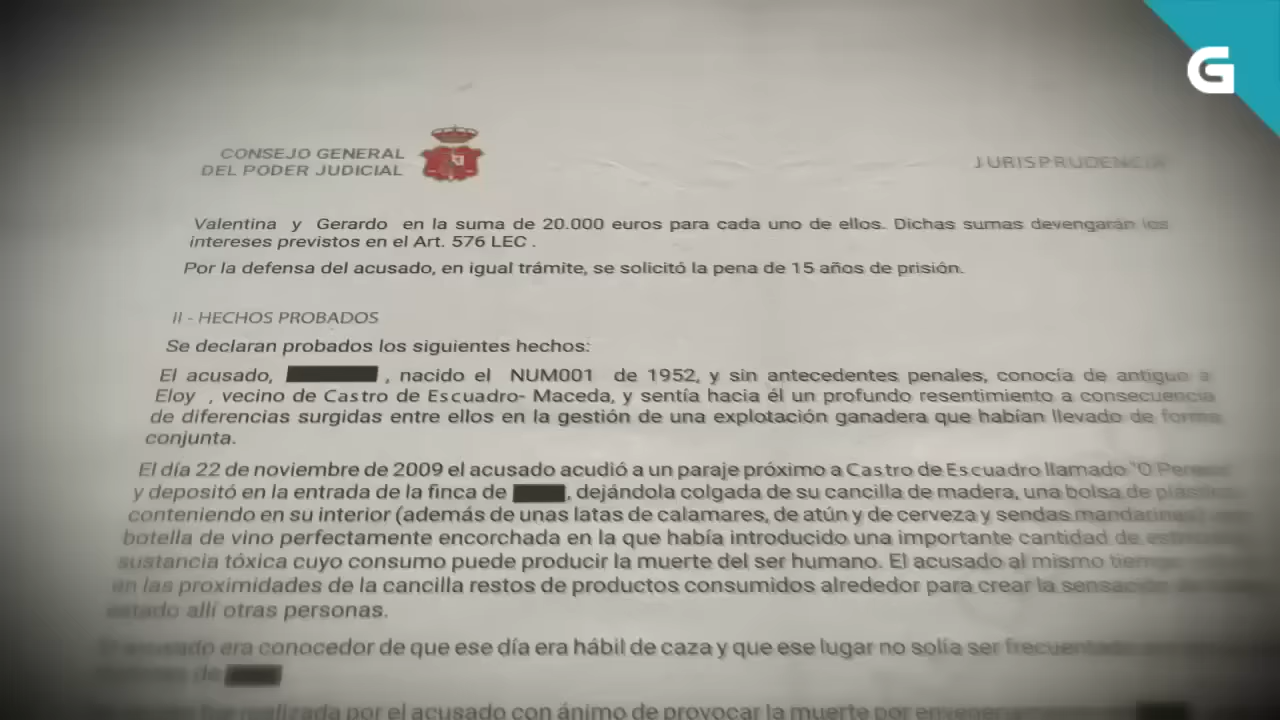 G
CONSEJO GENERAL
DEL PODER JUDICIAL
JURISPRUDENCIA
Valentina y Gerardo en la suma de 20.000 euros para cada uno de ellos. Dichas sumas devengarán los
intereses previstos en el Art. 576 LEC .
Por la defensa del acusado, en igual trámite, se solicitó la pena de 15 años de prisión.
II - HECHOS PROBADOS
Se declaran probados los siguientes hechos:
El acusado, , nacido el NUM001 de 1952, y sin antecedentes penales, conocía de antiguo a
Eloy , vecino de Castro de Escuadro- Maceda, y sentía hacia él un profundo resentimiento a consecuencia
de diferencias surgidas entre ellos en la gestión de una explotación ganadera que habían llevado de forma
conjunta.
El día 22 de noviembre de 2009 el acusado acudió a un paraje próximo a Castro de Escuadro llamado "O
y depositó en la entrada de la finca de , dejándola colgada de su cancilla de madera, una bolsa de
conteniendo en su interior (además de unas latas de calamares, de atún y de cerveza y sendas mandarinas)
botella de vino perfectamente encorchada en la que había introducido una importante cantidad de
sustancia tóxica cuyo consumo puede producir la muerte del ser humano. El acusado al mismo tiempo
en las proximidades de la cancilla restos de productos consumidos alrededor para crear la sensación
estado allí otras personas.
El acusado era conocedor de que ese día era hábil de caza y que ese lugar no solía ser frecuentado
de
realizada por el acusado con ánimo de provocar la muerte por